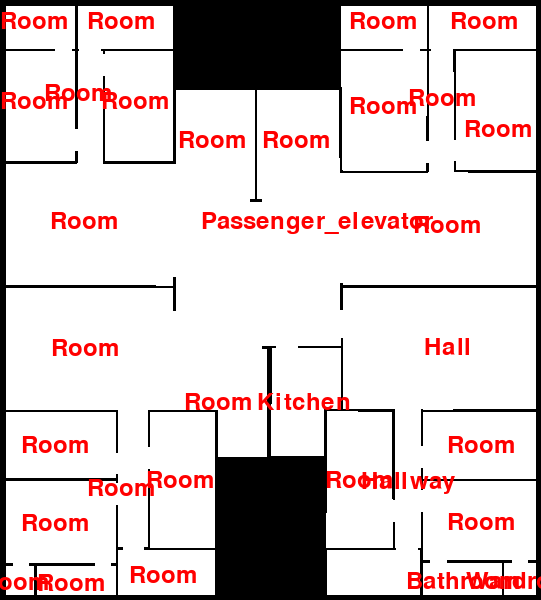 Room Room Room Room
Room Room Room Room Room Room
Room Room Room
Room Passenger_elevator Room
Room Hall
Room Kitchen
Room Room
Room Room Room Hallway
Room Room
Room Room Room Bathroom